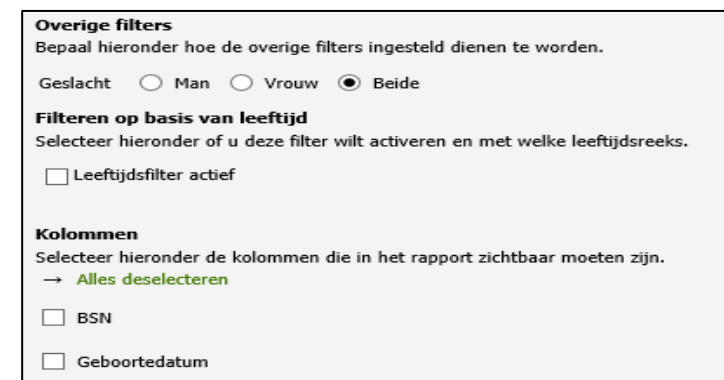 Overige filters
Bepaal hieronder hoe de overige filters ingesteld dienen te worden.
Geslacht Man Vrouw Beide
Filteren op basis van leeftijd
Selecteer hieronder of u deze filter wilt activeren en met welke leeftijdsreeks.
Leeftijdsfilter actief
Kolommen
Selecteer hieronder de kolommen die in het rapport zichtbaar moeten zijn.
→ Alles deselecteren
BSN
Geboortedatum